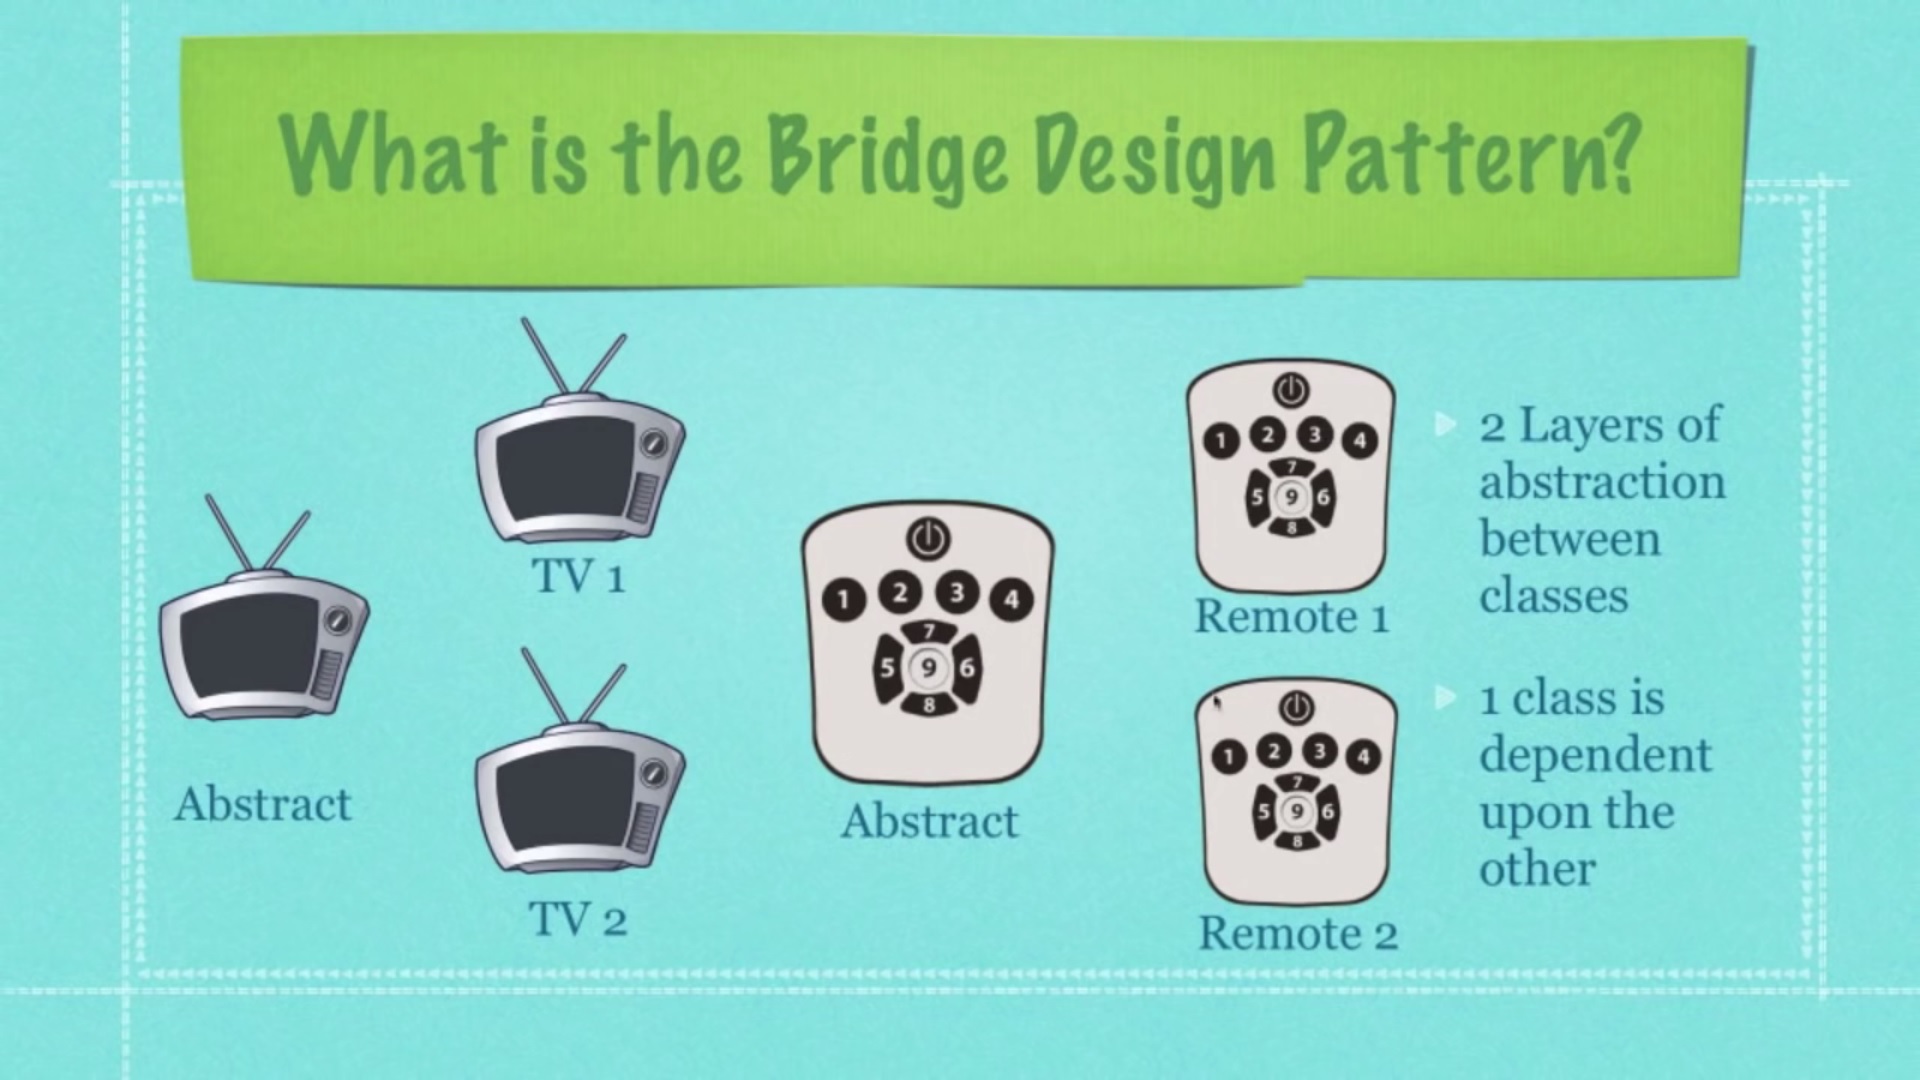 What is the Bridge Design Pattern?
Abstract
TV 1
TV 2
1 2 3 4
7
5 9 6
8
Abstract
1 2 3 4
7
5 9 6
8
Remote 1
1 2 3 4
7
5 9 6
8
Remote 2
2 Layers of
abstraction
between
classes
1 class is
dependent
upon the
other